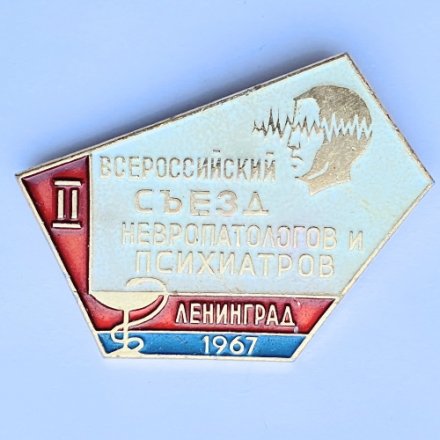 II
ВСЕРОССИЙСКИЙ
СЪЕЗД
НЕВРОПАТОЛОГОВ И
ПСИХИАТРОВ
ЛЕНИНГРАД
1967